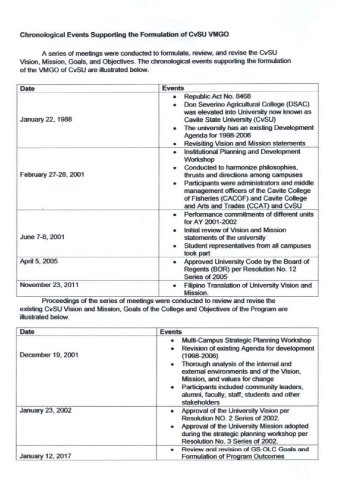 Chronological Events Supporting the Formulation of CvSU VMGO
A series of meetings were conducted to formulate, review, and revise the CvSU
Vision, Mission, Goals, and Objectives. The chronological events supporting the formulation
of the VMGO of CvSU are illustrated below.
Date Events
January 22, 1988
• Republic Act No. 8468
• Don Severino Agricultural College (DSAC)
was elevated into University now known as
Cavite State University (CvSU)
• The university has an existing Development
Agenda for 1998-2006
• Revisiting Vision and Mission statements
February 27-28, 2001
• Institutional Planning and Development
Workshop
• Conducted to harmonize philosophies,
thrusts and directions among campuses
• Participants were administrators and middle
management officers of the Cavite College
of Fisheries (CACOF) and Cavite College
and Arts and Trades (CCAT) and CvSU
June 7-8, 2001
• Performance commitments of different units
for AY 2001-2002
• Initial review of Vision and Mission
statements of the university
• Student representatives from all campuses
took part
April 5, 2005
• Approved University Code by the Board of
Regents (BOR) per Resolution No. 12
Series of 2005
November 23, 2011
• Filipino Translation of University Vision and
Mission.
Proceedings of the series of meetings were conducted to review and revise the
existing CvSU Vision and Mission, Goals of the College and Objectives of the Program are
illustrated below.
Date Events
December 19, 2001
• Multi-Campus Strategic Planning Workshop
• Revision of existing Agenda for development
(1998-2006)
• Thorough analysis of the internal and
external environments and of the Vision,
Mission, and values for change
• Participants included community leaders,
alumni, faculty, staff, students and other
stakeholders
January 23, 2002
• Approval of the University Vision per
Resolution NO. 2 Series of 2002.
• Approval of the University Mission adopted
during the strategic planning workshop per
Resolution No. 3 Series of 2002.
January 12, 2017
• Review and revision of GS-OLC Goals and
Formulation of Program Outcomes